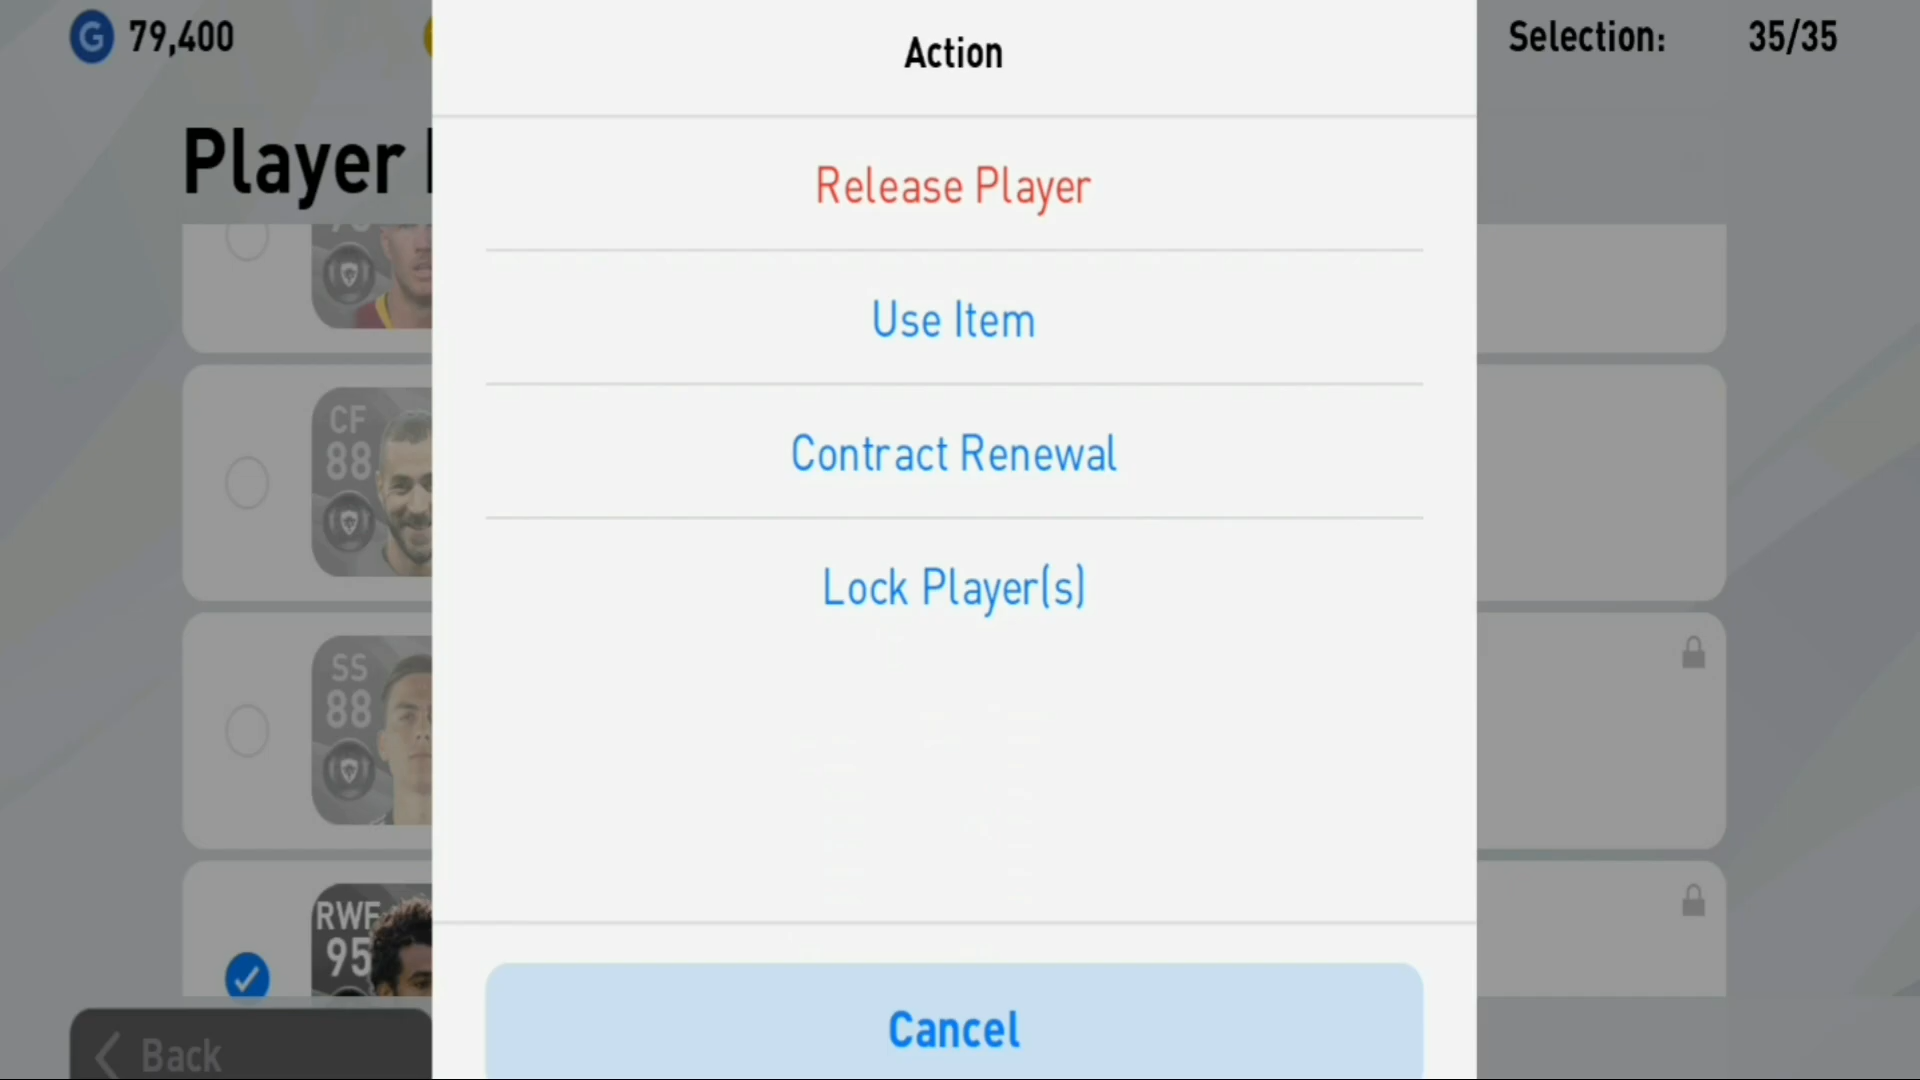 G 79,400
Selection: 35/35
Action
Player
Release Player
Use Item
CF
88
Contract Renewal
Lock Player(s)
SS
88
RWF
95
Cancel
Back